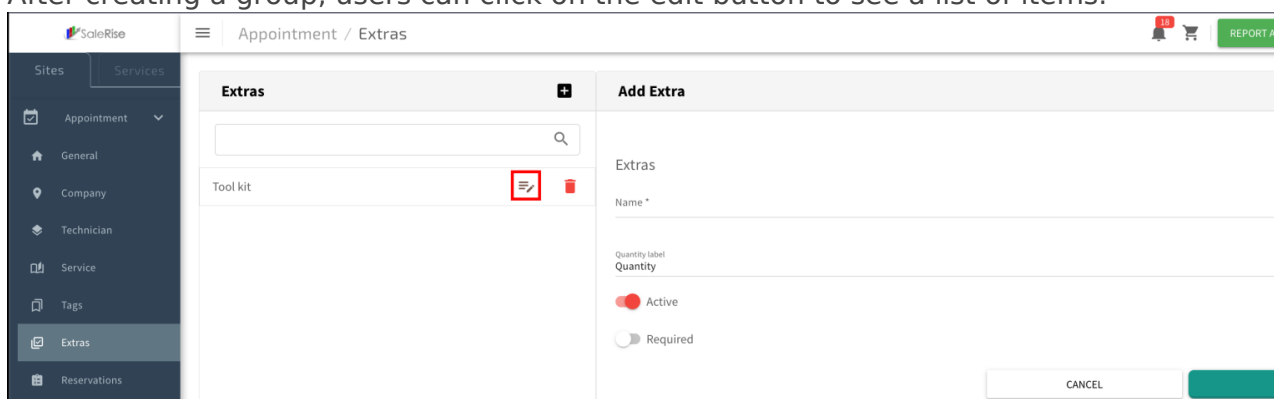 After creating a group, users can click on the edit button to see a list of items.
SaleRise
Appointment / Extras
18
REPORT A
Sites
Services
Extras
Add Extra
Appointment
General
Extras
Company
Tool kit
Name *
Technician
Quantity label
Service
Quantity
Tags
Active
Extras
Required
Reservations
CANCEL